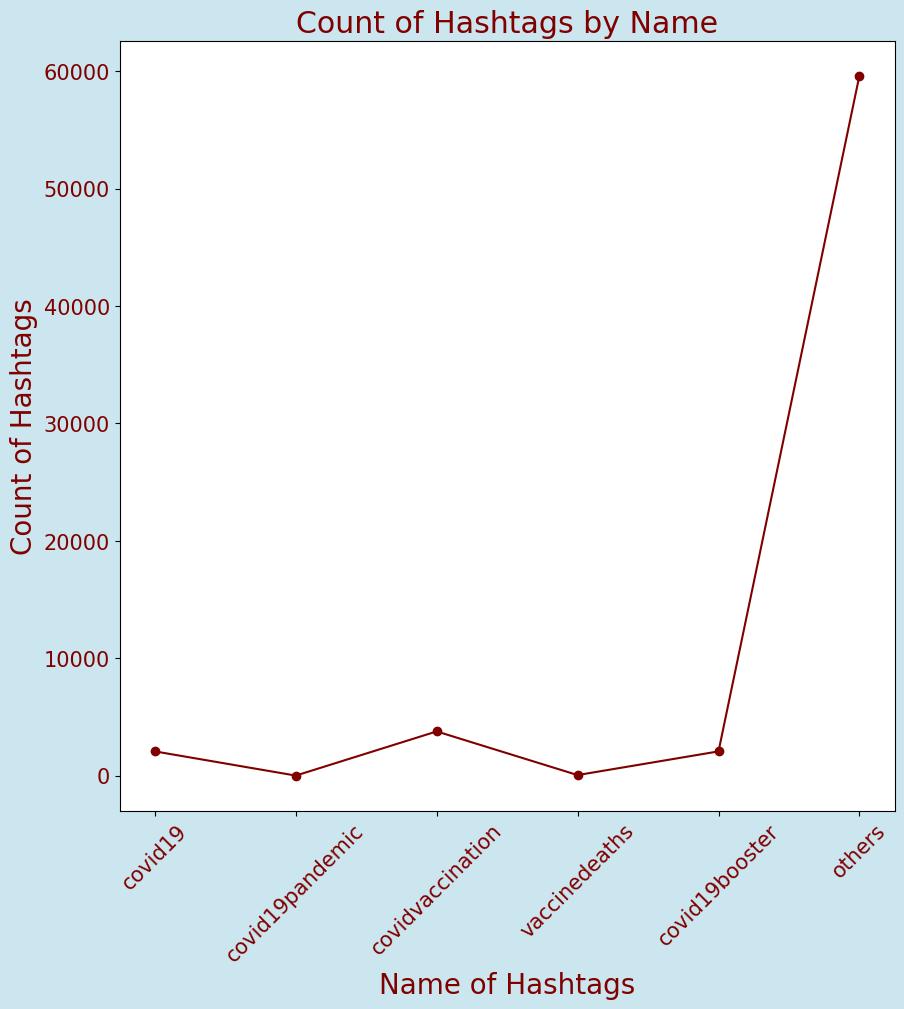 Count of Hashtags by Name
Count of Hashtags
60000
50000
40000
30000
20000
10000
0
covid19
covid19pandemic
covidvaccination
vaccinedeaths
covid19booster
others
Name of Hashtags